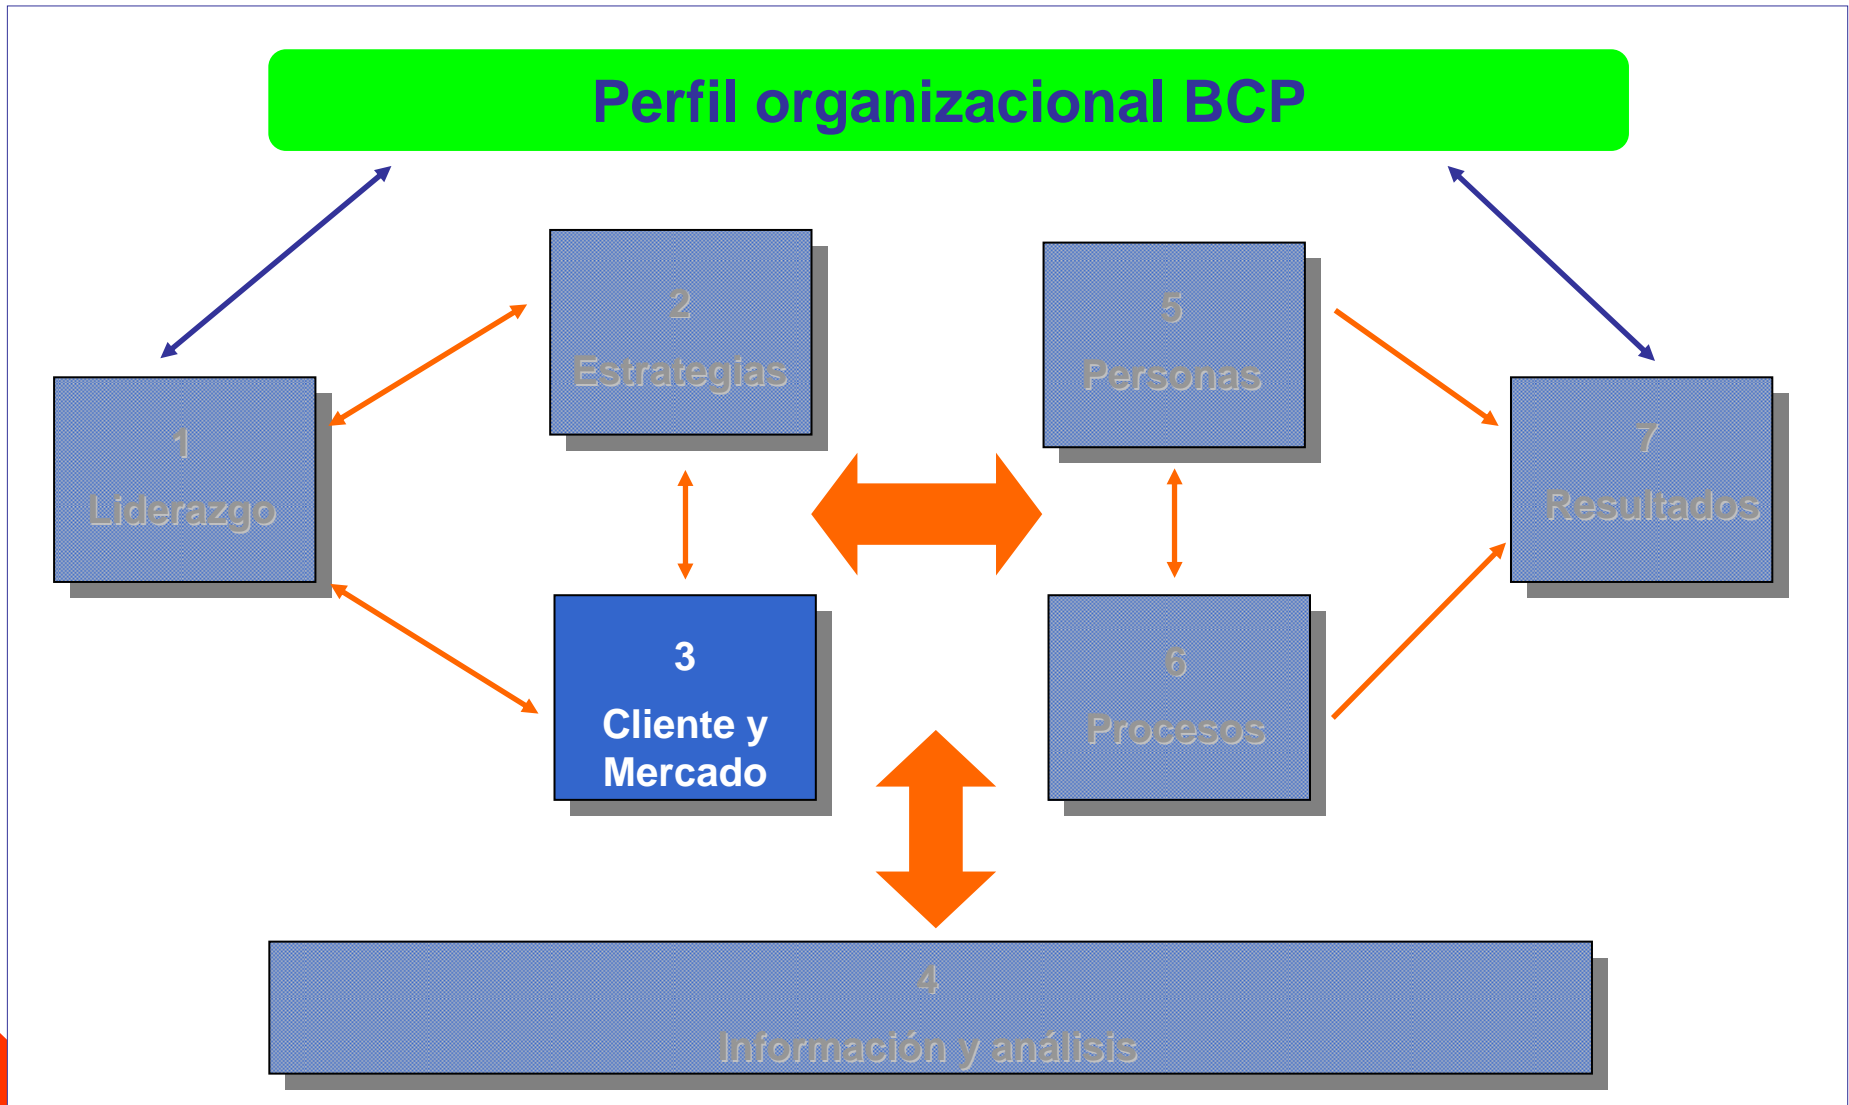 Perfil organizacional BCP
2
Estrategias
5
Personas
1
Liderazgo
7
Resultados
3
Cliente y
Mercado
6
Procesos
4
Información y análisis